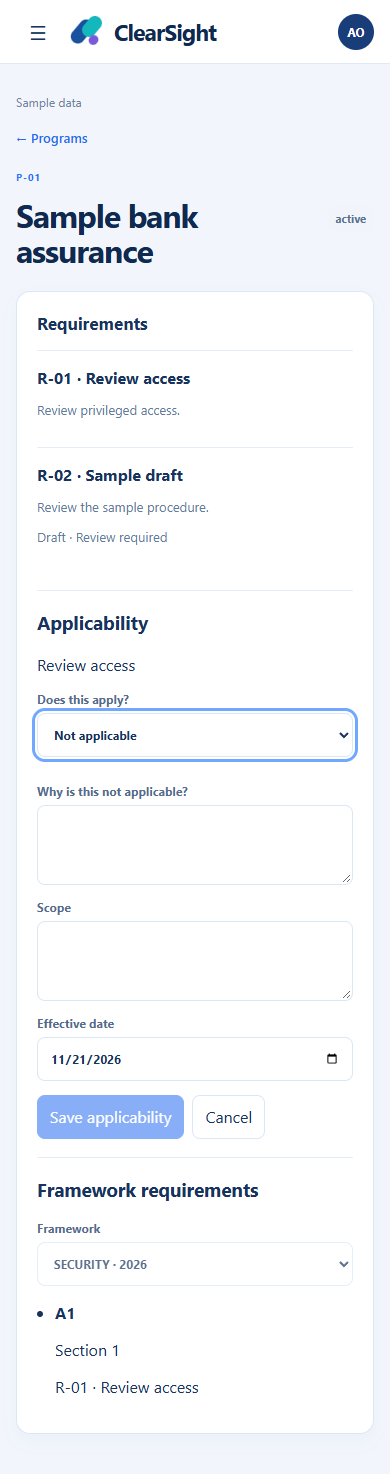 ClearSight
AO
Sample data
← Programs
P-01
Sample bank
assurance
active
Requirements
R-01 · Review access
Review privileged access.
R-02 · Sample draft
Review the sample procedure.
Draft · Review required
Applicability
Review access
Does this apply?
Not applicable
Why is this not applicable?
Scope
Effective date
11/21/2026
Save applicability
Cancel
Framework requirements
Framework
SECURITY · 2026
• A1
Section 1
R-01 · Review access